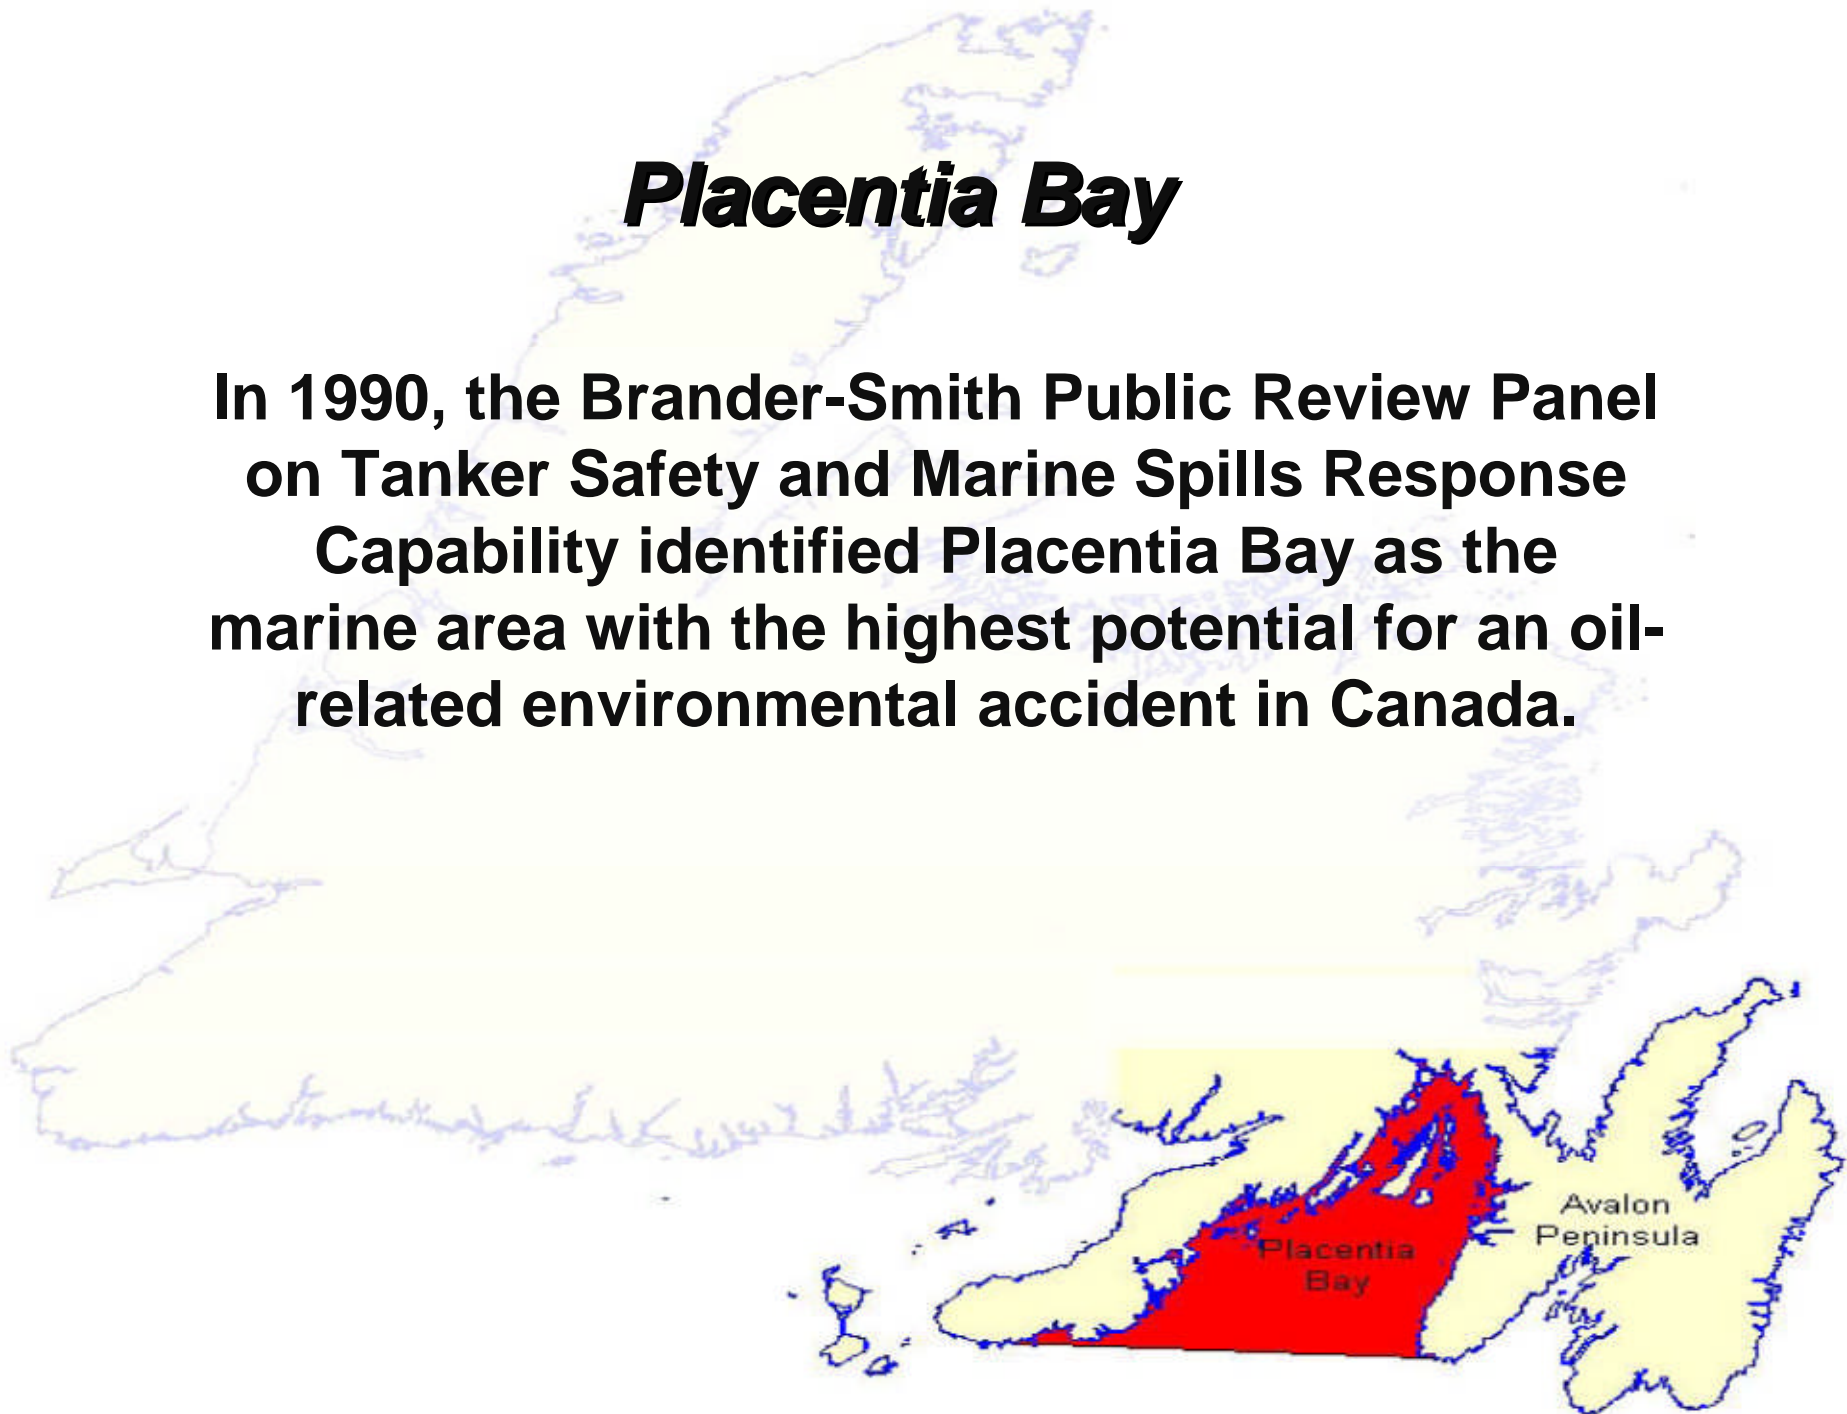 Placentia Bay
In 1990, the Brander-Smith Public Review Panel
on Tanker Safety and Marine Spills Response
Capability identified Placentia Bay as the
marine area with the highest potential for an oil-
related environmental accident in Canada.
Avalon
Peninsula
Placentia
Bay